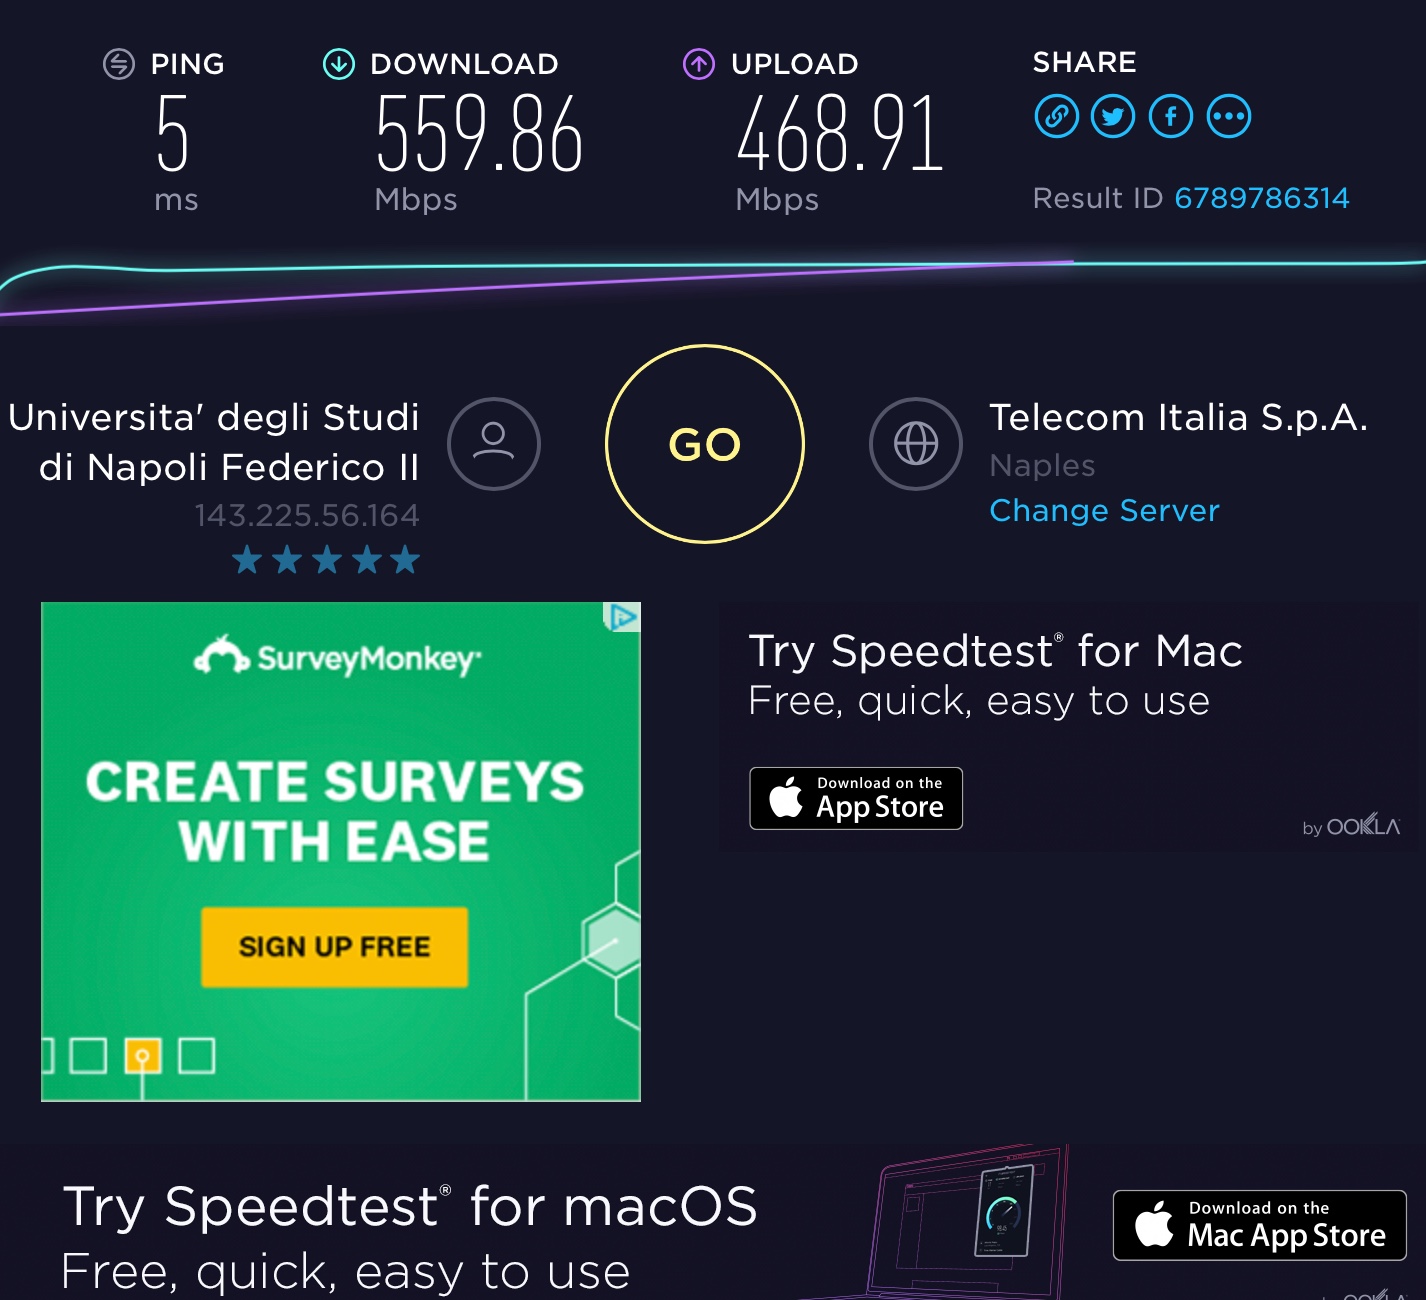 PING
5
ms
DOWNLOAD
559.86
Mbps
UPLOAD
468.91
Mbps
SHARE
Result ID 6789786314
Universita' degli Studi
di Napoli Federico II
143.225.56.164
GO
Telecom Italia S.p.A.
Naples
Change Server
SurveyMonkey
CREATE SURVEYS
WITH EASE
SIGN UP FREE
Try Speedtest® for Mac
Free, quick, easy to use
Download on the
App Store
by OOKLA
Try Speedtest® for macOS
Free, quick, easy to use
Download on the
Mac App Store